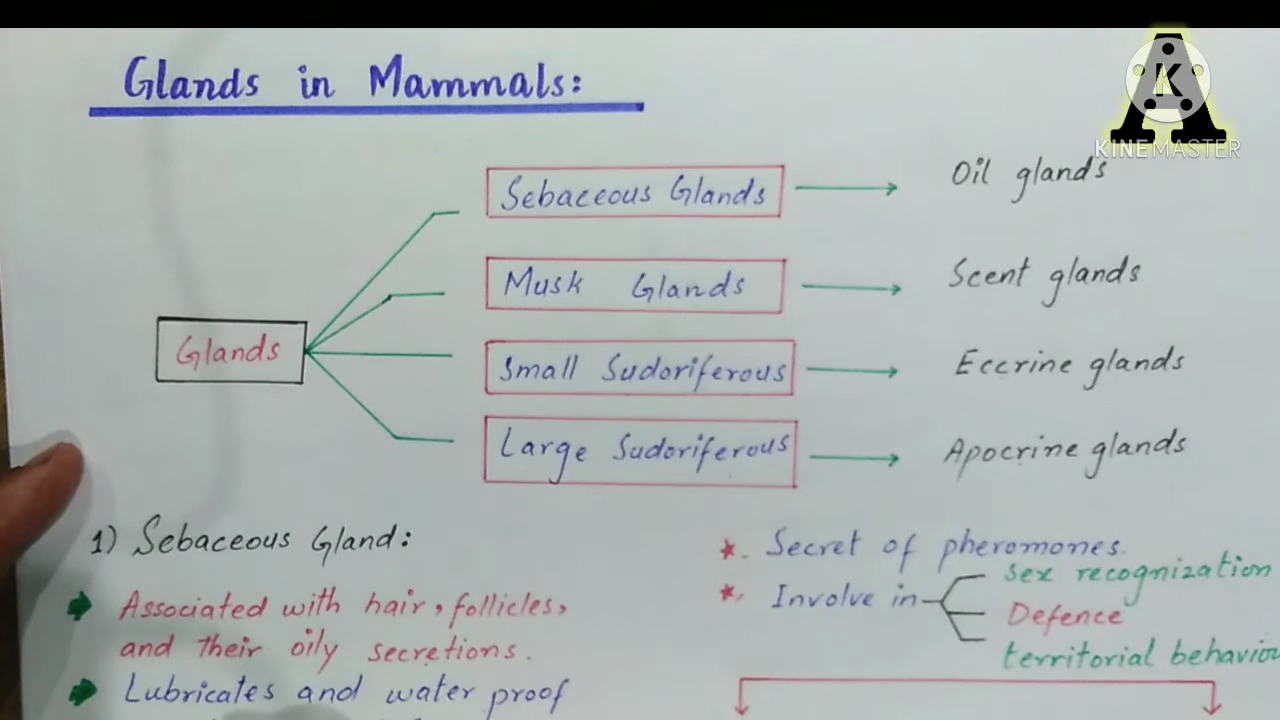 Glands in Mammals:
A
K
KINEMASTER
Sebaceous Glands
Oil glands
Musk Glands
Scent glands
Glands
Small Sudoriferous
Eccrine glands
Large Sudoriferous
Apocrine glands
1) Sebaceous Gland:
Associated with hair, follicles,
and their oily secretions.
Lubricates and water proof
Secret of pheromones.
Involve in
sex recognization
Defence
territorial behavior